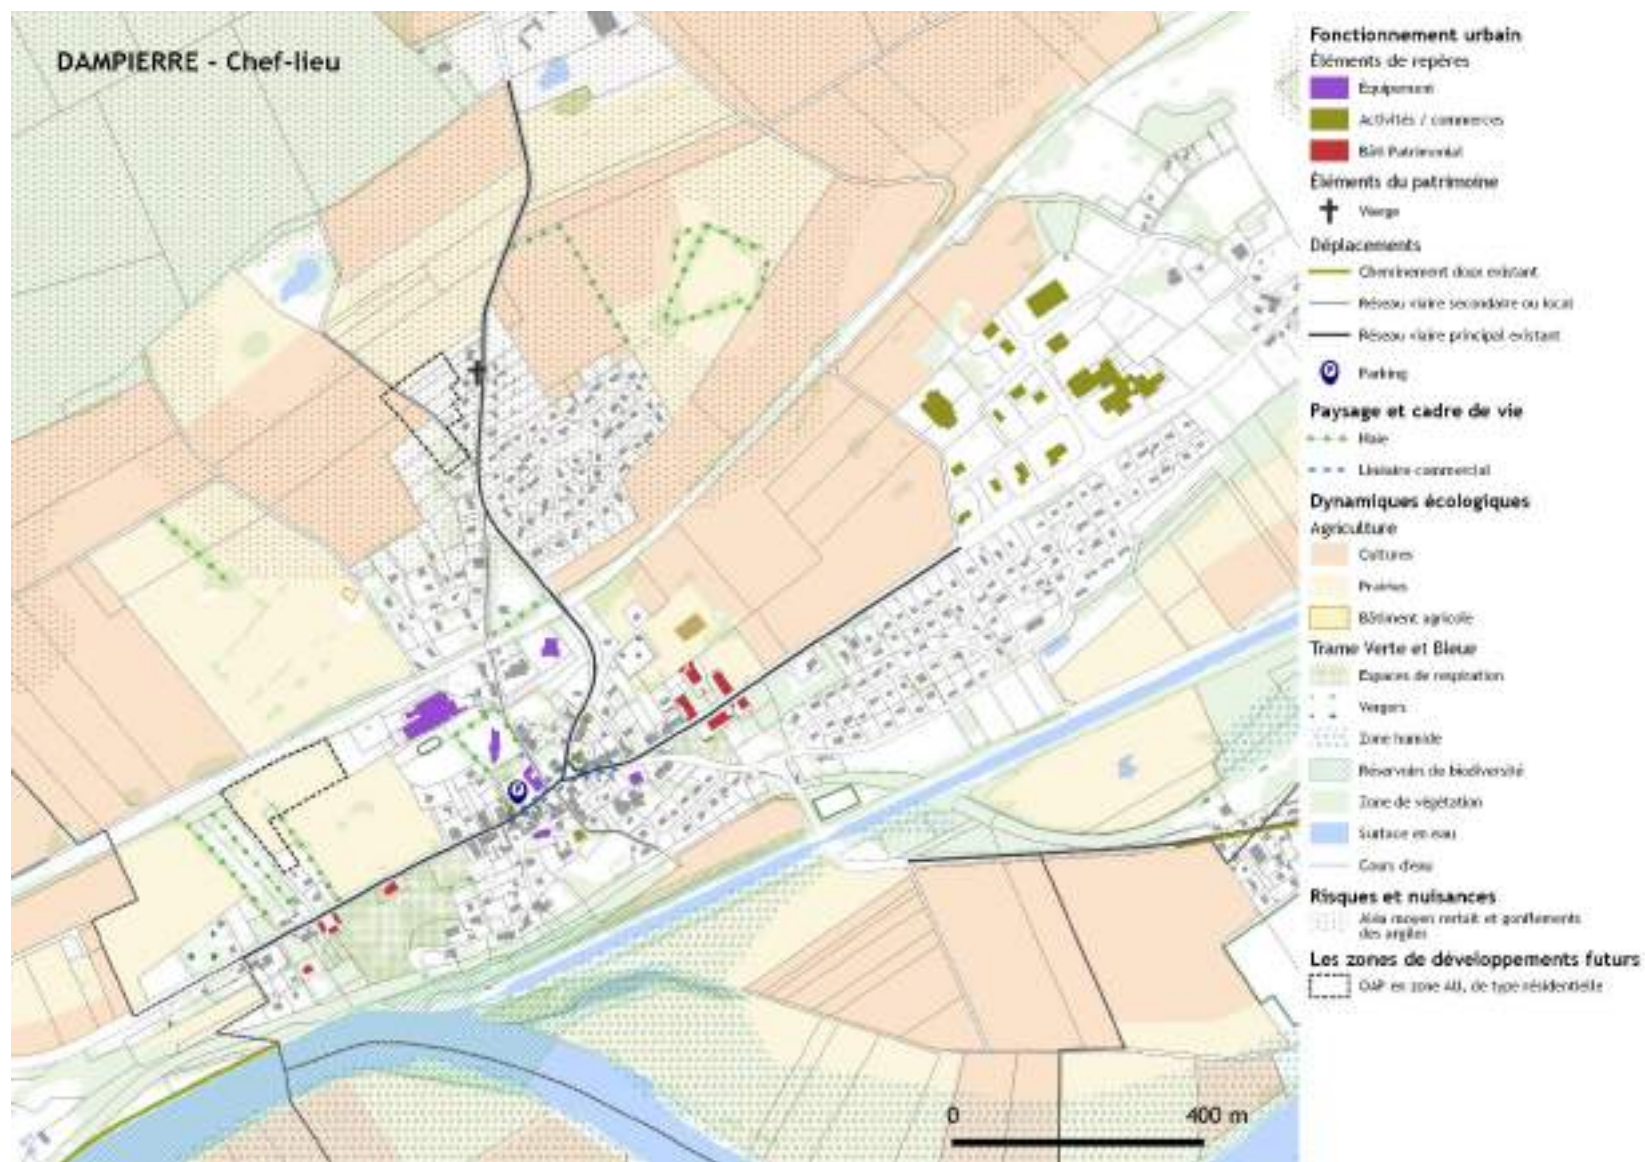 DAMPIERRE - Chef-lieu
Fonctionnement urbain
Éléments de repères
Équipement
Activités / commerces
Bâti Patrimonial
Éléments du patrimoine
Vierge
Déplacements
Cheminement doux existant
Réseau viaire secondaire ou local
Réseau viaire principal existant
Parking
Paysage et cadre de vie
Haie
Linéaire commercial
Dynamiques écologiques
Agriculture
Cultures
Prairies
Bâtiment agricole
Trame Verte et Bleue
Espaces de respiration
Vergers
Zone humide
Réservoirs de biodiversité
Zone de végétation
Surface en eau
Cours d'eau
Risques et nuisances
Aléa moyen retrait et gonflements
des argiles
Les zones de développements futurs
OAP en zone AU, de type résidentielle
0 400 m